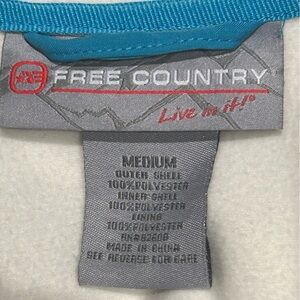 FREE COUNTRY
Live in it!®
MEDIUM
OUTER SHELL
100%POLYESTER
INNER SHELL
100%POLYESTER
LINING
100%POLYESTER
MADE IN CHINA
SEE REVERSE FOR CARE